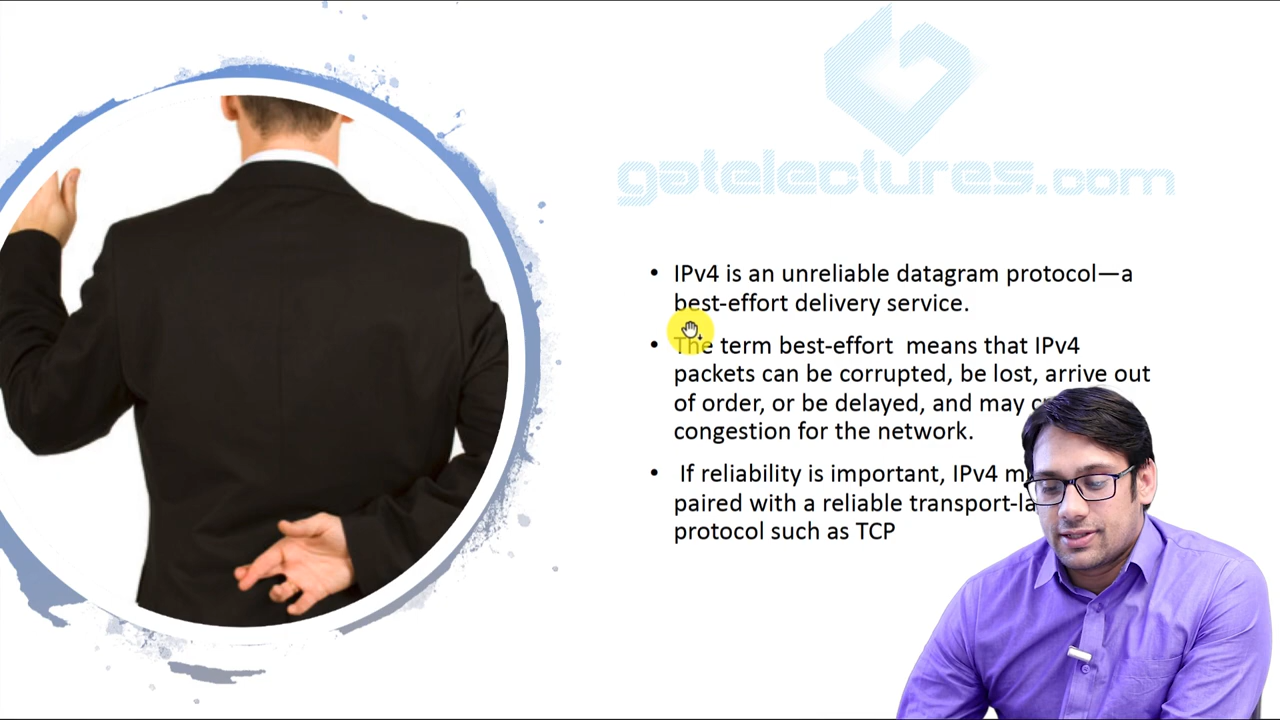 gatelectures.com
• IPv4 is an unreliable datagram protocol—a
best-effort delivery service.
• The term best-effort means that IPv4
packets can be corrupted, be lost, arrive out
of order, or be delayed, and may
congestion for the network.
• If reliability is important, IPv4
paired with a reliable
protocol such as TCP